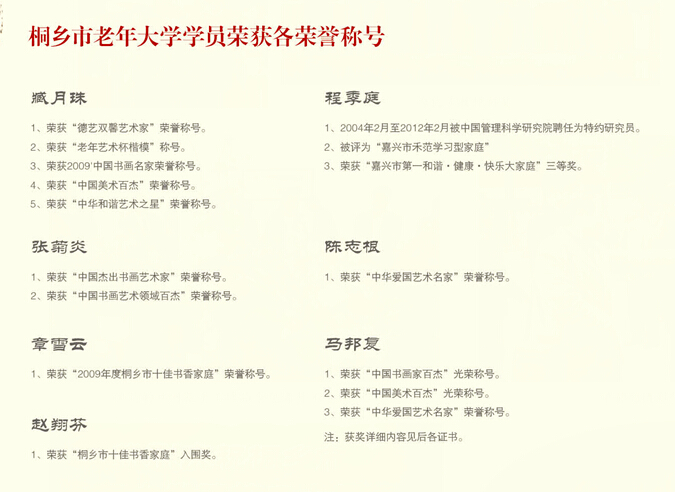 桐乡市老年大学学员荣获各荣誉称号
臧月珠
1、荣获“德艺双馨艺术家”荣誉称号。
2、荣获“老年艺术杯楷模”称号。
3、荣获2009'中国书画名家荣誉称号。
4、荣获“中国美术百杰”荣誉称号。
5、荣获“中华和谐艺术之星”荣誉称号。
张菊炎
1、荣获“中国杰出书画艺术家”荣誉称号。
2、荣获“中国书画艺术领域百杰”荣誉称号。
章雪云
1、荣获“2009年度桐乡市十佳书香家庭”荣誉称号。
赵翔芬
1、荣获“桐乡市十佳书香家庭”入围奖。
程季庭
1、2004年2月至2012年2月被中国管理科学研究院聘任为特约研究员。
2、被评为“嘉兴市禾范学习型家庭”
3、荣获“嘉兴市第一和谐·健康·快乐大家庭”三等奖。
陈志根
1、荣获“中华爱国艺术名家”荣誉称号。
马邦复
1、荣获“中国书画家百杰”光荣称号。
2、荣获“中国美术百杰”光荣称号。
3、荣获“中华爱国艺术名家”荣誉称号。
注：获奖详细内容见后各证书。